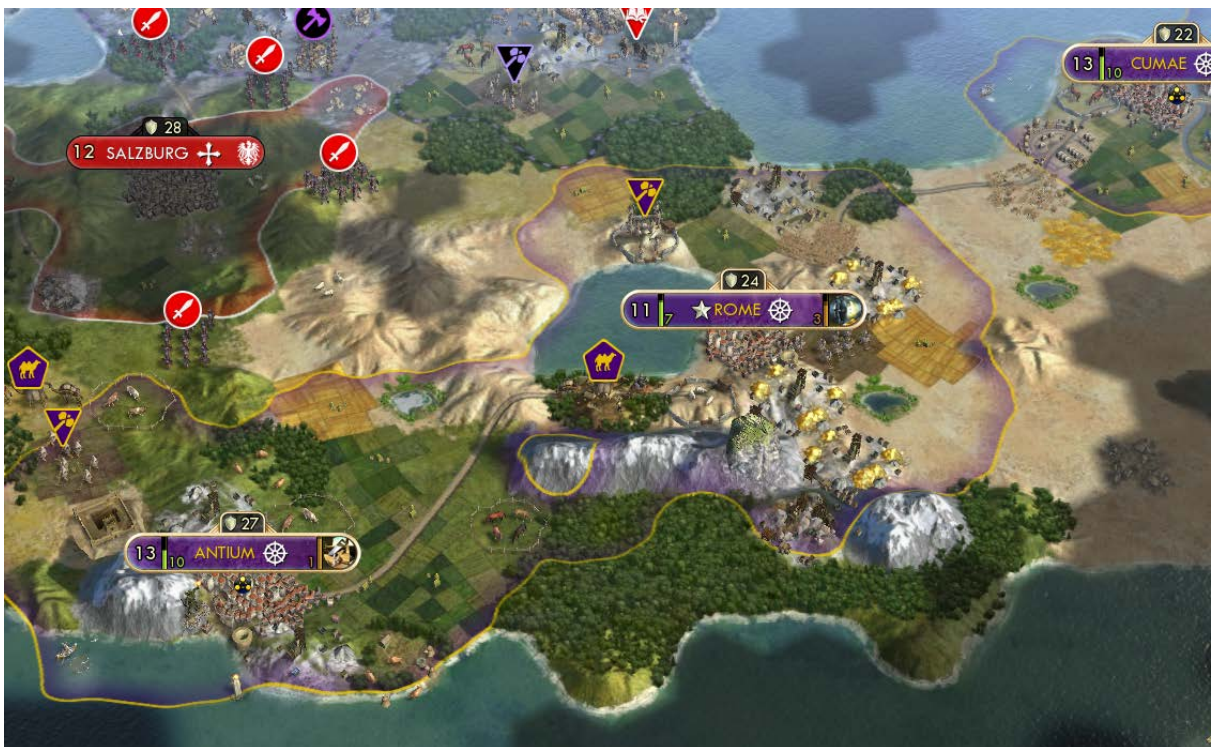 22
13 10 CUMAE
28
12 SALZBURG
24
11 7 ROME 3
27
13 10 ANTIUM 1